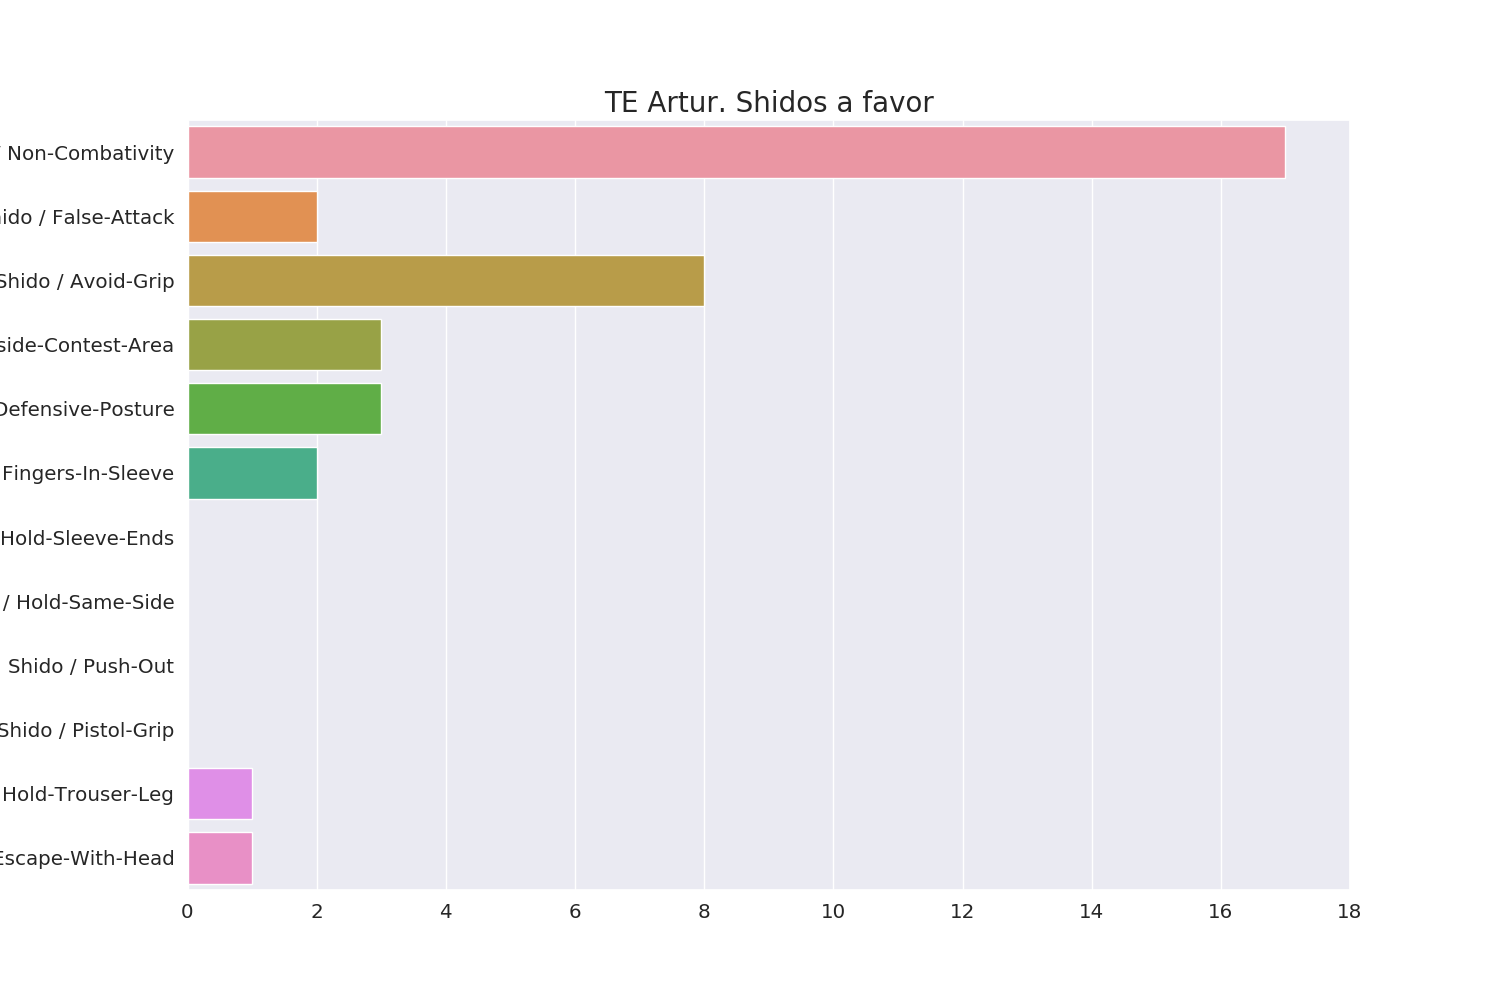 TE Artur. Shidos a favor
/ Non-Combativity
ido / False-Attack
Shido / Avoid-Grip
side-Contest-Area
Defensive-Posture
Fingers-In-Sleeve
Hold-Sleeve-Ends
/ Hold-Same-Side
Shido / Push-Out
Shido / Pistol-Grip
Hold-Trouser-Leg
Escape-With-Head
0 2 4 6 8 10 12 14 16 18